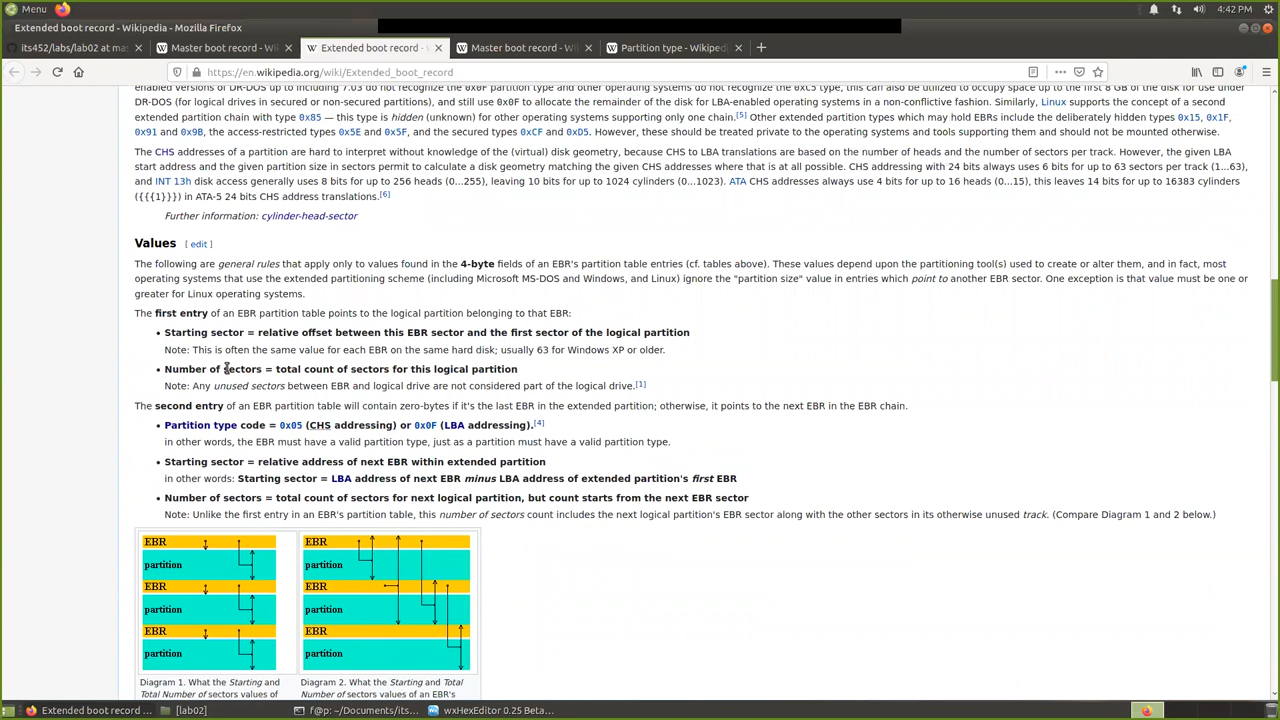 Menu
4:42 PM
Extended boot record - Wikipedia - Mozilla Firefox
its452/labs/lab02 at mas
Master boot record - Wiki
Extended boot record -
Master boot record - Wik
Partition type - Wikipedi
https://en.wikipedia.org/wiki/Extended_boot_record
enabled versions of DR-DOS up to including 7.03 do not recognize the 0x0F partition type and other operating systems do not recognize the 0xC5 type, this can also be utilized to occupy space up to the first 8 GB of the disk for use under
DR-DOS (for logical drives in secured or non-secured partitions), and still use 0x0F to allocate the remainder of the disk for LBA-enabled operating systems in a non-conflictive fashion. Similarly, Linux supports the concept of a second
extended partition chain with type 0x85 — this type is hidden (unknown) for other operating systems supporting only one chain.[5] Other extended partition types which may hold EBRs include the deliberately hidden types 0x15, 0x1F,
0x91 and 0x9B, the access-restricted types 0x5E and 0x5F, and the secured types 0xCF and 0xD5. However, these should be treated private to the operating systems and tools supporting them and should not be mounted otherwise.
The CHS addresses of a partition are hard to interpret without knowledge of the (virtual) disk geometry, because CHS to LBA translations are based on the number of heads and the number of sectors per track. However, the given LBA
start address and the given partition size in sectors permit to calculate a disk geometry matching the given CHS addresses where that is at all possible. CHS addressing with 24 bits always uses 6 bits for up to 63 sectors per track (1...63),
and INT 13h disk access generally uses 8 bits for up to 256 heads (0...255), leaving 10 bits for up to 1024 cylinders (0...1023). ATA CHS addresses always use 4 bits for up to 16 heads (0...15), this leaves 14 bits for up to 16383 cylinders
({{{1}}}) in ATA-5 24 bits CHS address translations.[6]
Further information: cylinder-head-sector
Values [ edit ]
The following are general rules that apply only to values found in the 4-byte fields of an EBR's partition table entries (cf. tables above). These values depend upon the partitioning tool(s) used to create or alter them, and in fact, most
operating systems that use the extended partitioning scheme (including Microsoft MS-DOS and Windows, and Linux) ignore the "partition size" value in entries which point to another EBR sector. One exception is that value must be one or
greater for Linux operating systems.
The first entry of an EBR partition table points to the logical partition belonging to that EBR:
• Starting sector = relative offset between this EBR sector and the first sector of the logical partition
Note: This is often the same value for each EBR on the same hard disk; usually 63 for Windows XP or older.
• Number of sectors = total count of sectors for this logical partition
Note: Any unused sectors between EBR and logical drive are not considered part of the logical drive.[1]
The second entry of an EBR partition table will contain zero-bytes if it's the last EBR in the extended partition; otherwise, it points to the next EBR in the EBR chain.
• Partition type code = 0x05 (CHS addressing) or 0x0F (LBA addressing).[4]
in other words, the EBR must have a valid partition type, just as a partition must have a valid partition type.
• Starting sector = relative address of next EBR within extended partition
in other words: Starting sector = LBA address of next EBR minus LBA address of extended partition's first EBR
• Number of sectors = total count of sectors for next logical partition, but count starts from the next EBR sector
Note: Unlike the first entry in an EBR's partition table, this number of sectors count includes the next logical partition's EBR sector along with the other sectors in its otherwise unused track. (Compare Diagram 1 and 2 below.)
EBR EBR
partition partition
EBR EBR
partition partition
EBR EBR
partition partition
Diagram 1. What the Starting and
Total Number of sectors values of
Diagram 2. What the Starting and Total
Number of sectors values of an EBR's
Extended boot record ...
[lab02]
f@p: ~/Documents/its...
wxHexEditor 0.25 Beta...